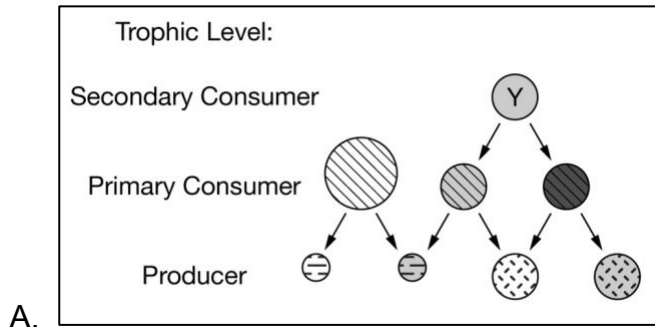 Trophic Level:
Secondary Consumer
Y
Primary Consumer
Producer
A.